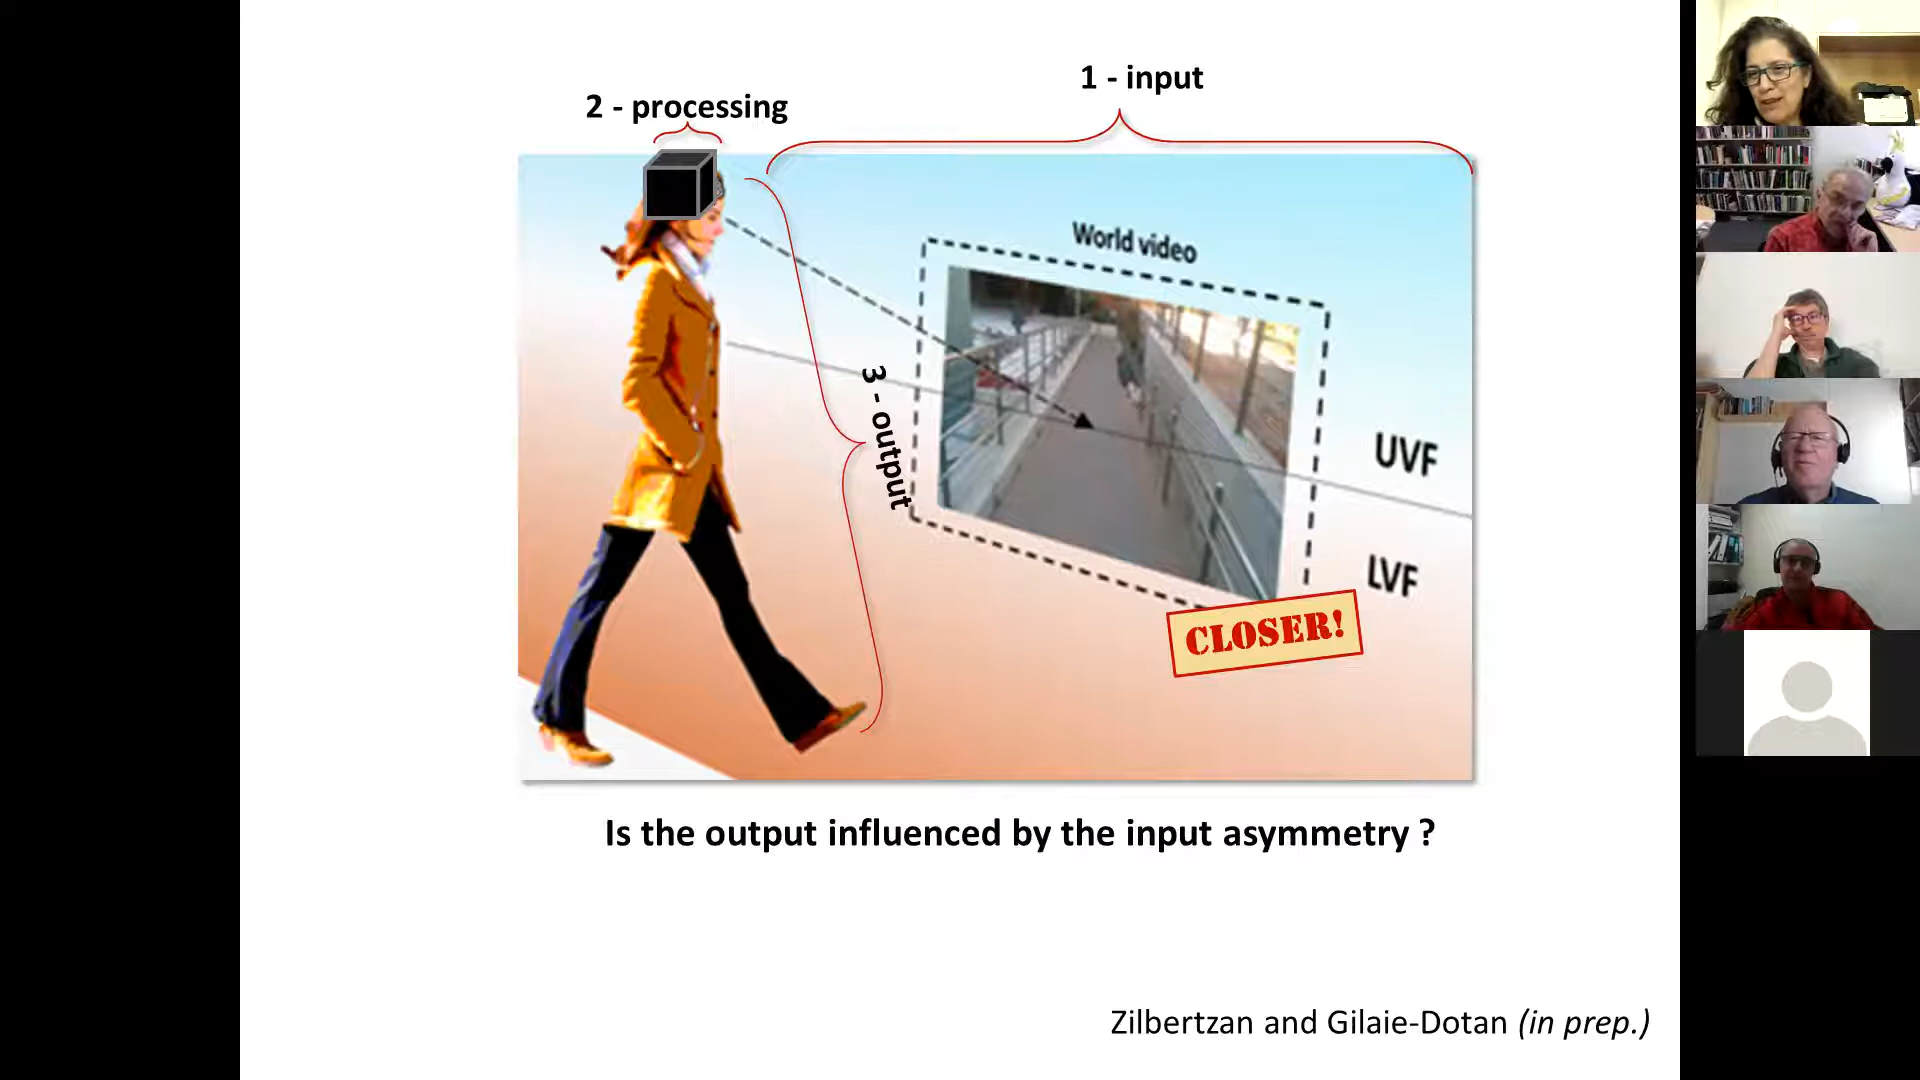 1 - input
2 - processing
World video
3 - output
UVF
LVF
CLOSER!
Is the output influenced by the input asymmetry ?
Zilbertzan and Gilaie-Dotan (in prep.)